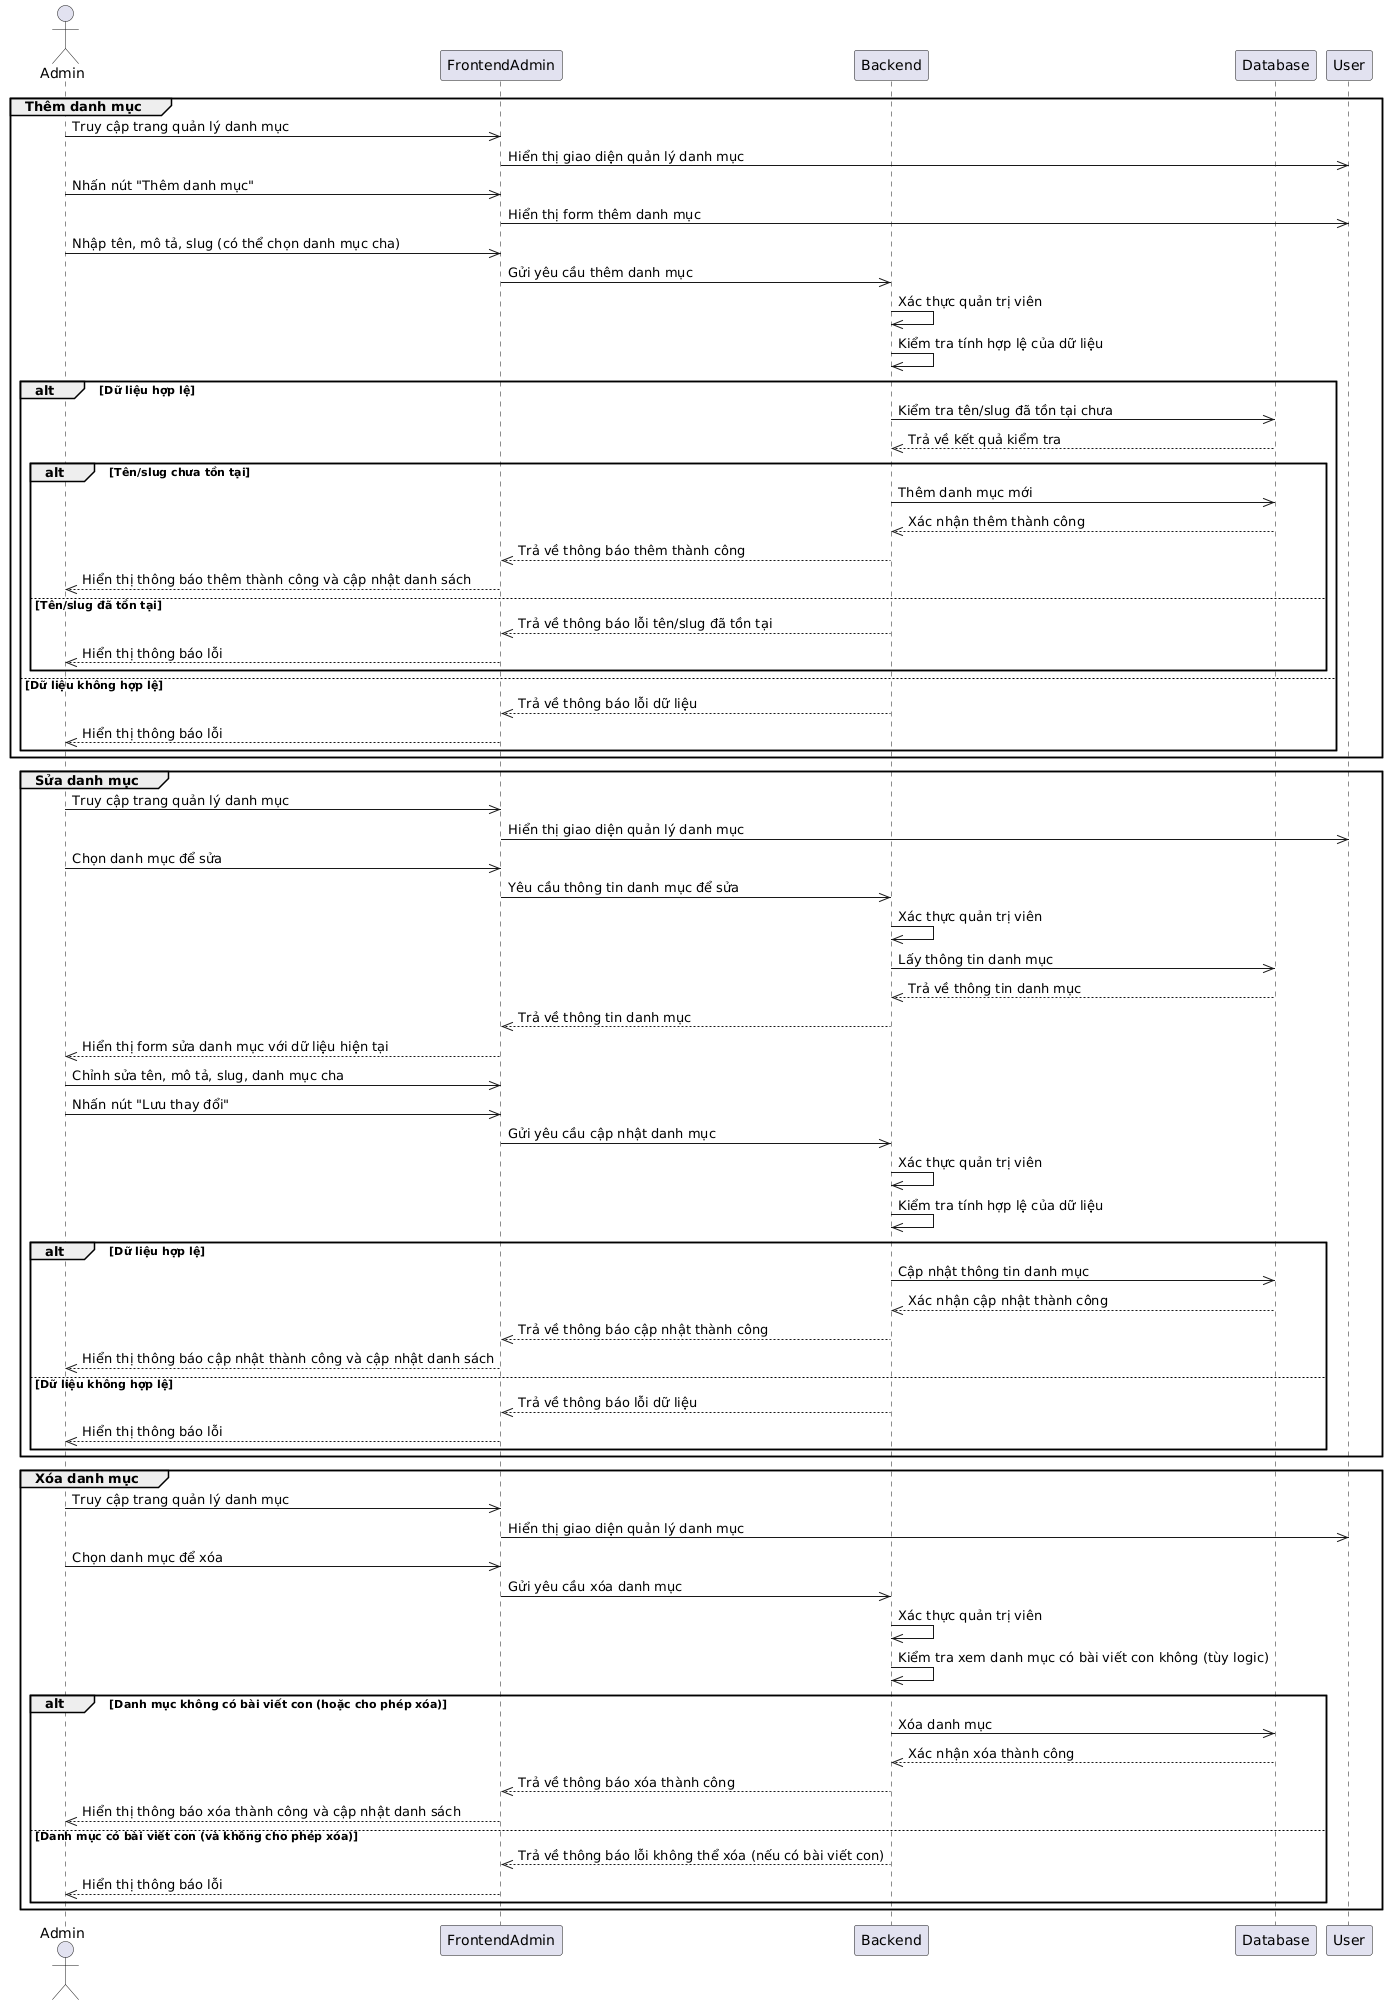 Admin
FrontendAdmin
Backend
Database
User
Thêm danh mục
Truy cập trang quản lý danh mục
Hiển thị giao diện quản lý danh mục
Nhấn nút "Thêm danh mục"
Hiển thị form thêm danh mục
Nhập tên, mô tả, slug (có thể chọn danh mục cha)
Gửi yêu cầu thêm danh mục
Xác thực quản trị viên
Kiểm tra tính hợp lệ của dữ liệu
alt [Dữ liệu hợp lệ]
Kiểm tra tên/slug đã tồn tại chưa
Trả về kết quả kiểm tra
alt [Tên/slug chưa tồn tại]
Thêm danh mục mới
Xác nhận thêm thành công
Trả về thông báo thêm thành công
Hiển thị thông báo thêm thành công và cập nhật danh sách
[Tên/slug đã tồn tại]
Trả về thông báo lỗi tên/slug đã tồn tại
Hiển thị thông báo lỗi
[Dữ liệu không hợp lệ]
Trả về thông báo lỗi dữ liệu
Hiển thị thông báo lỗi
Sửa danh mục
Truy cập trang quản lý danh mục
Hiển thị giao diện quản lý danh mục
Chọn danh mục để sửa
Yêu cầu thông tin danh mục để sửa
Xác thực quản trị viên
Lấy thông tin danh mục
Trả về thông tin danh mục
Trả về thông tin danh mục
Hiển thị form sửa danh mục với dữ liệu hiện tại
Chỉnh sửa tên, mô tả, slug, danh mục cha
Nhấn nút "Lưu thay đổi"
Gửi yêu cầu cập nhật danh mục
Xác thực quản trị viên
Kiểm tra tính hợp lệ của dữ liệu
alt [Dữ liệu hợp lệ]
Cập nhật thông tin danh mục
Xác nhận cập nhật thành công
Trả về thông báo cập nhật thành công
Hiển thị thông báo cập nhật thành công và cập nhật danh sách
[Dữ liệu không hợp lệ]
Trả về thông báo lỗi dữ liệu
Hiển thị thông báo lỗi
Xóa danh mục
Truy cập trang quản lý danh mục
Hiển thị giao diện quản lý danh mục
Chọn danh mục để xóa
Gửi yêu cầu xóa danh mục
Xác thực quản trị viên
Kiểm tra xem danh mục có bài viết con không (tùy logic)
alt [Danh mục không có bài viết con (hoặc cho phép xóa)]
Xóa danh mục
Xác nhận xóa thành công
Trả về thông báo xóa thành công
Hiển thị thông báo xóa thành công và cập nhật danh sách
[Danh mục có bài viết con (và không cho phép xóa)]
Trả về thông báo lỗi không thể xóa (nếu có bài viết con)
Hiển thị thông báo lỗi
Admin
FrontendAdmin
Backend
Database
User